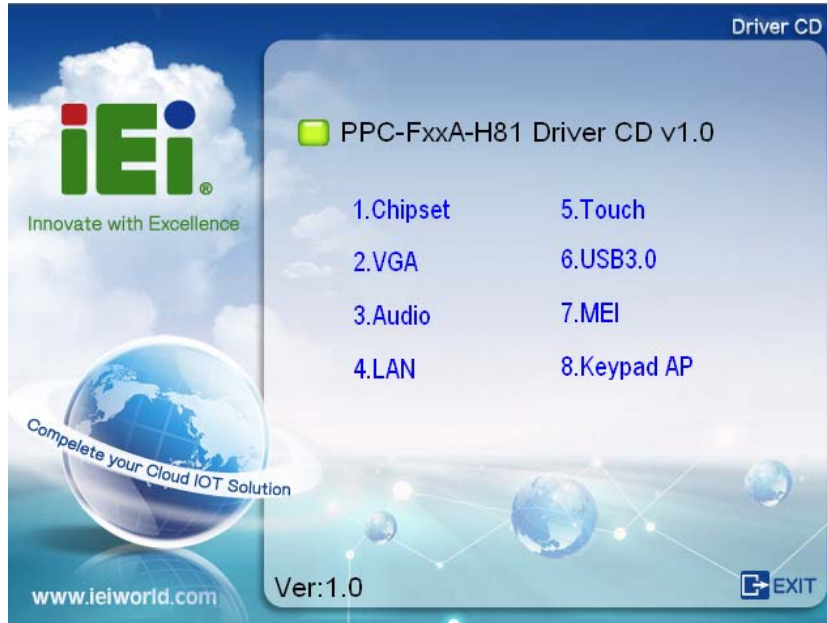 Driver CD
iEi®
Innovate with Excellence
PPC-FxxA-H81 Driver CD v1.0
1.Chipset
2.VGA
3.Audio
4.LAN
5.Touch
6.USB3.0
7.MEI
8.Keypad AP
Compelete your Cloud IOT Solution
www.ieiworld.com
Ver:1.0
EXIT